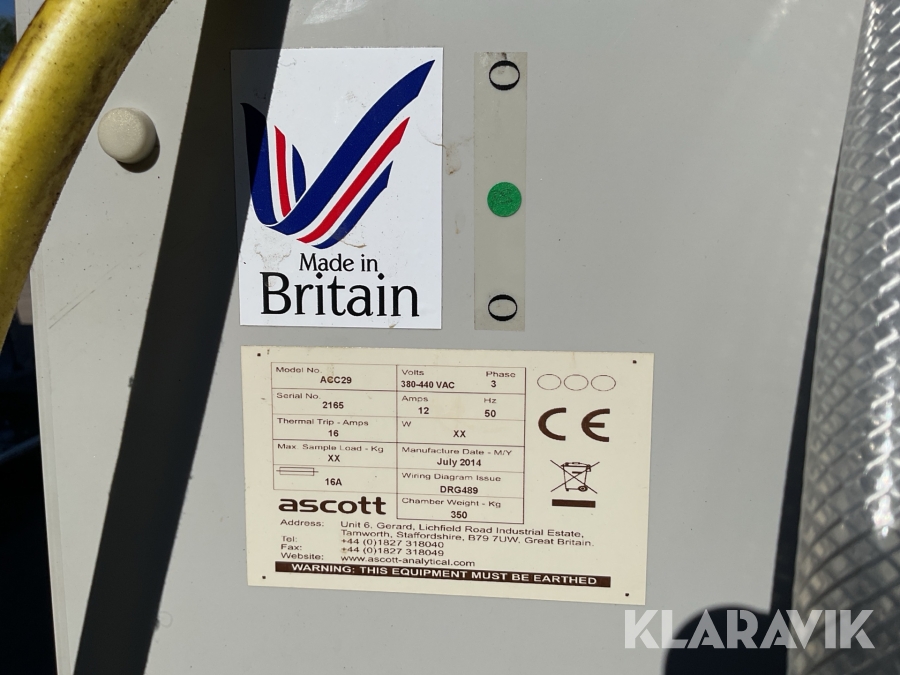 Made in
Britain
0
0
Model No. ACC29
Volts 380-440 VAC
Phase 3
Serial No. 2165
Amps 12
Hz 50
Thermal Trip - Amps 16
W XX
Max. Sample Load - Kg XX
Manufacture Date - M/Y July 2014
16A
Wiring Diagram Issue DRG489
Chamber Weight - Kg 350
CE
ascott
Address: Unit 6, Gerard, Lichfield Road Industrial Estate,
Tamworth, Staffordshire, B79 7UW, Great Britain.
Tel: +44 (0)1827 318040
Fax: +44 (0)1827 318049
Website: www.ascott-analytical.com
WARNING: THIS EQUIPMENT MUST BE EARTHED
KLARAVIK